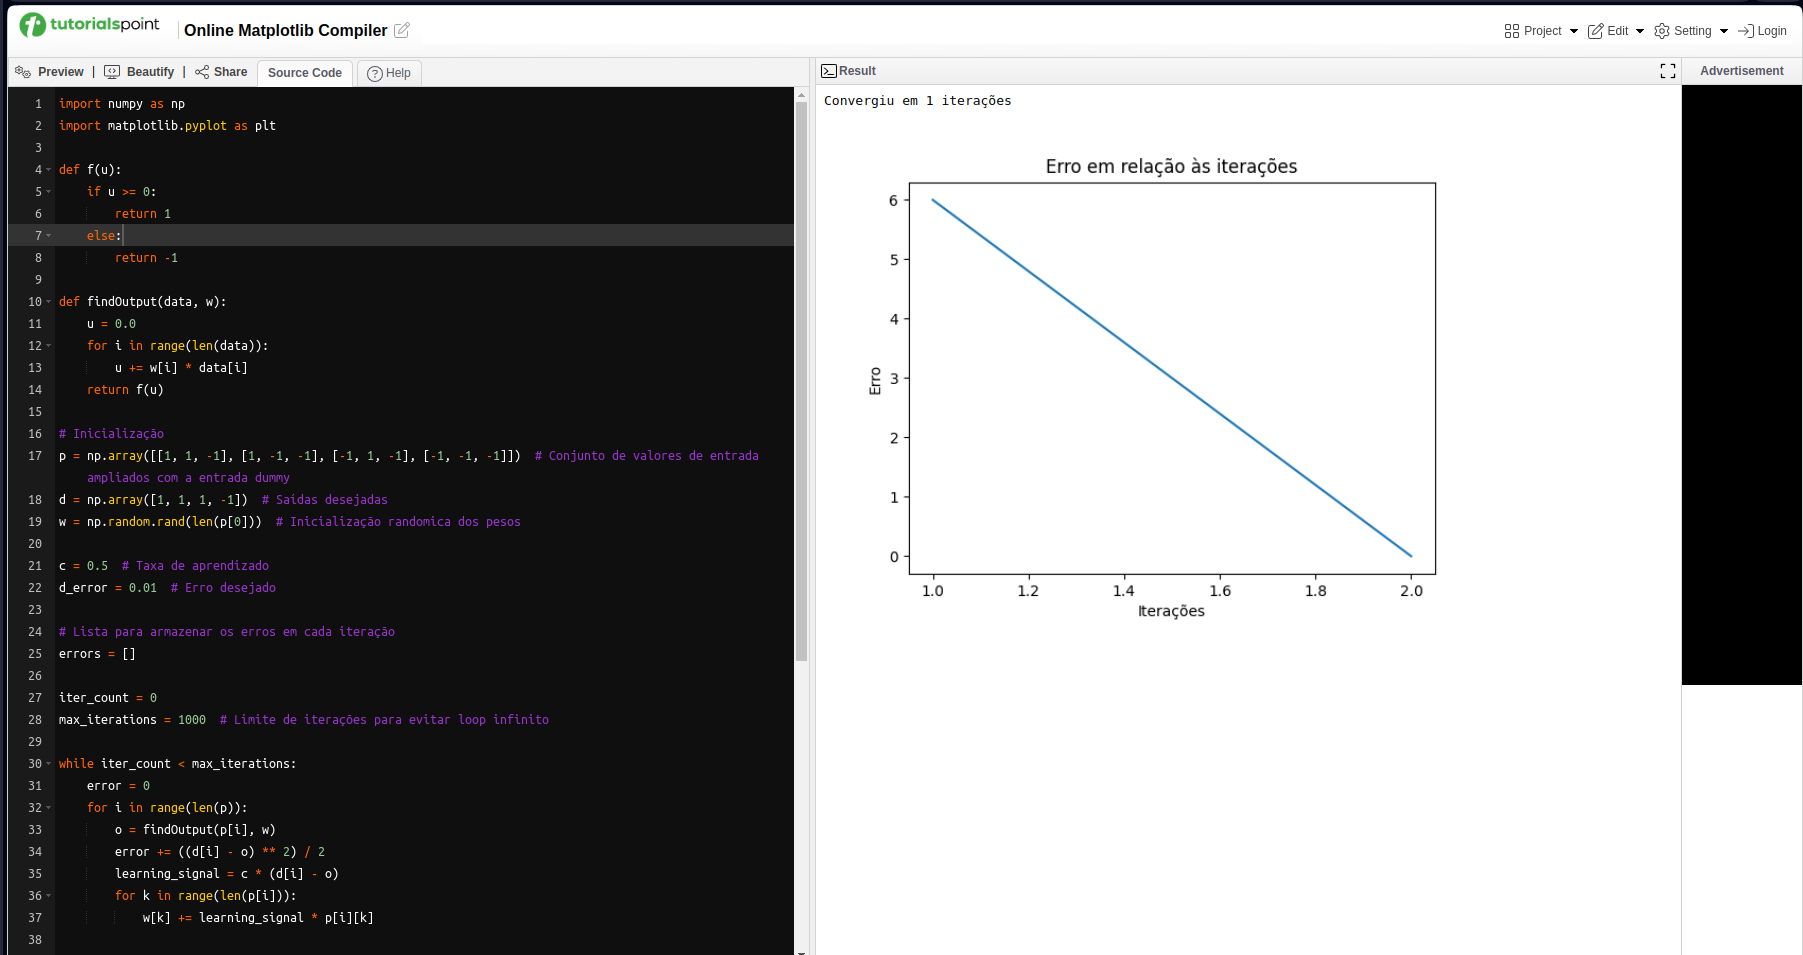 tutorialspoint
Online Matplotlib Compiler
Project
Edit
Setting
Login
Preview | Beautify | Share
Source Code
Help
Result
Advertisement
1 import numpy as np
2 import matplotlib.pyplot as plt
3
4 def f(u):
5     if u >= 0:
6         return 1
7     else:
8         return -1
9
10 def findOutput(data, w):
11     u = 0.0
12     for i in range(len(data)):
13         u += w[i] * data[i]
14     return f(u)
15
16 # Inicialização
17 p = np.array([[1, 1, -1], [1, -1, -1], [-1, 1, -1], [-1, -1, -1]])  # Conjunto de valores de entrada
ampliados com a entrada dummy
18 d = np.array([1, 1, 1, -1])  # Saidas desejadas
19 w = np.random.rand(len(p[0]))  # Inicialização randomica dos pesos
20
21 c = 0.5  # Taxa de aprendizado
22 d_error = 0.01  # Erro desejado
23
24 # Lista para armazenar os erros em cada iteração
25 errors = []
26
27 iter_count = 0
28 max_iterations = 1000  # Limite de iterações para evitar loop infinito
29
30 while iter_count < max_iterations:
31     error = 0
32     for i in range(len(p)):
33         o = findOutput(p[i], w)
34         error += ((d[i] - o) ** 2) / 2
35         learning_signal = c * (d[i] - o)
36         for k in range(len(p[i])):
37             w[k] += learning_signal * p[i][k]
38
Convergiu em 1 iterações
Erro em relação às iterações
6
5
4
3
2
1
0
Erro
1.0 1.2 1.4 1.6 1.8 2.0
Iterações